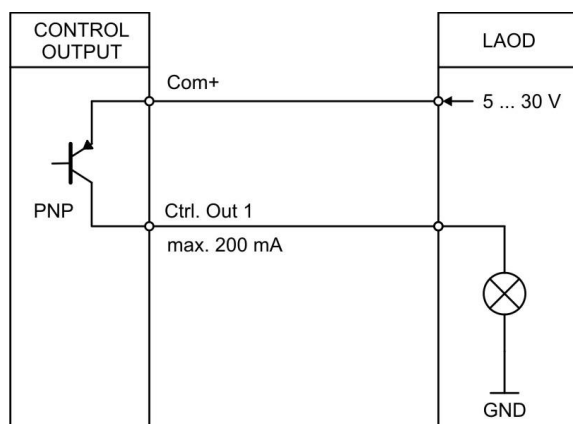 CONTROL
OUTPUT
LAOD
Com+
5 ... 30 V
PNP
Ctrl. Out 1
max. 200 mA
GND